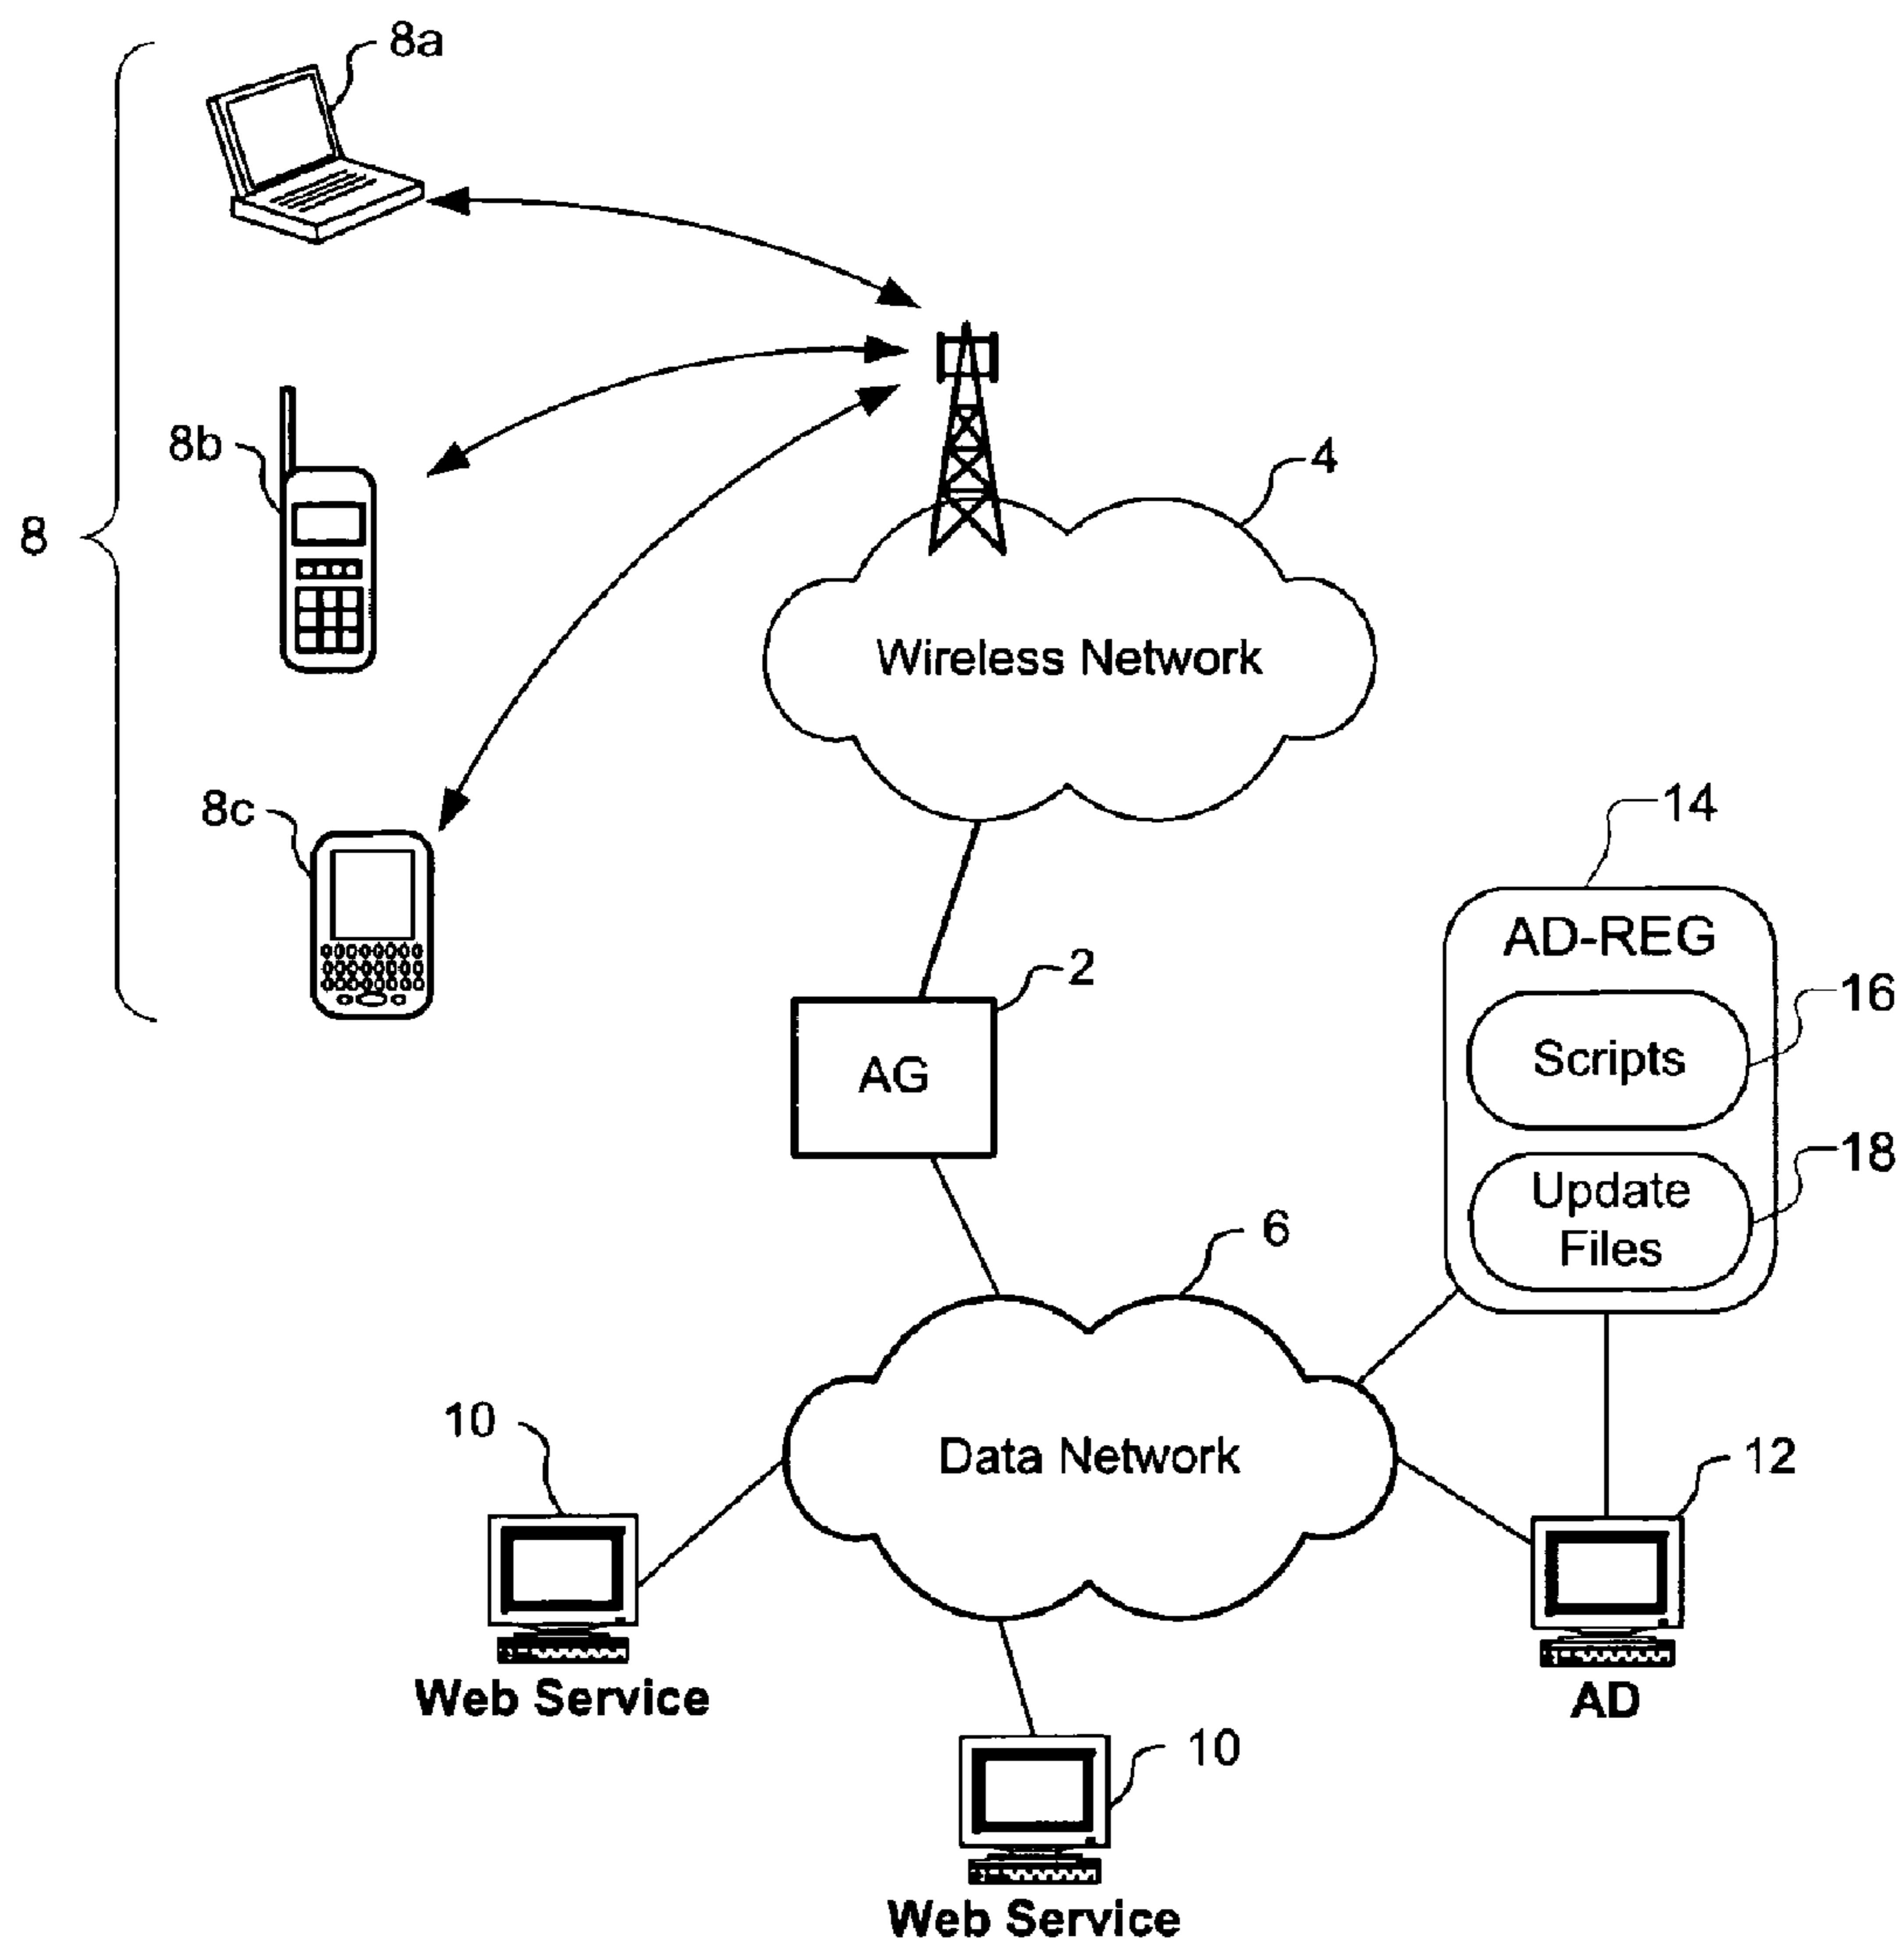 8a
8b
8
4
Wireless Network
8c
14
AD-REG
2
16
Scripts
AG
18
Update
Files
6
10
Data Network
12
Web Service
AD
10
Web Service